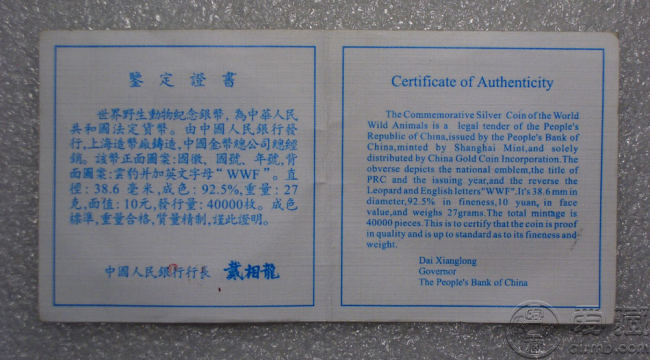 鑒定證書
世界野生動物紀念銀幣，為中華人民
共和國法定貨幣。由中國人民銀行發
行，上海造幣廠鑄造，中國金幣總公司總經
銷。該幣正面圖案：國徽、國號、年號，背
面圖案：雲豹并加英文字母“WWF”。直
徑：38.6 毫米，成色：92.5%，重量：27
克，面值：10元，發行量：40000枚。成色
標準，重量合格，質量精制，謹此證明。
中國人民銀行行長 戴相龍
Certificate of Authenticity
The Commemorative Silver Coin of the World
Wild Animals is a legal tender of the People's
Republic of China,issued by the People's Bank of
China,minted by Shanghai Mint,and solely
distributed by China Gold Coin Incorporation.The
obverse depicts the national emblem,the title of
PRC and the issuing year,and the reverse the
Leopard and English letters"WWF".It's 38.6 mm in
diameter,92.5% in fineness,10 yuan, in face
value,and weighs 27grams.The total mintage is
40000 pieces.This is to certify that the coin is proof
in quality and is up to standard as to its fineness and
weight.
Dai Xianglong
Governor
The People's Bank of China